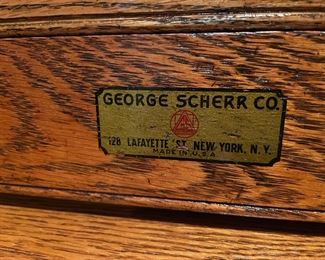 GEORGE SCHERR CO.
128 LAFAYETTE ST. NEW YORK, N.Y.
MADE IN U.S.A